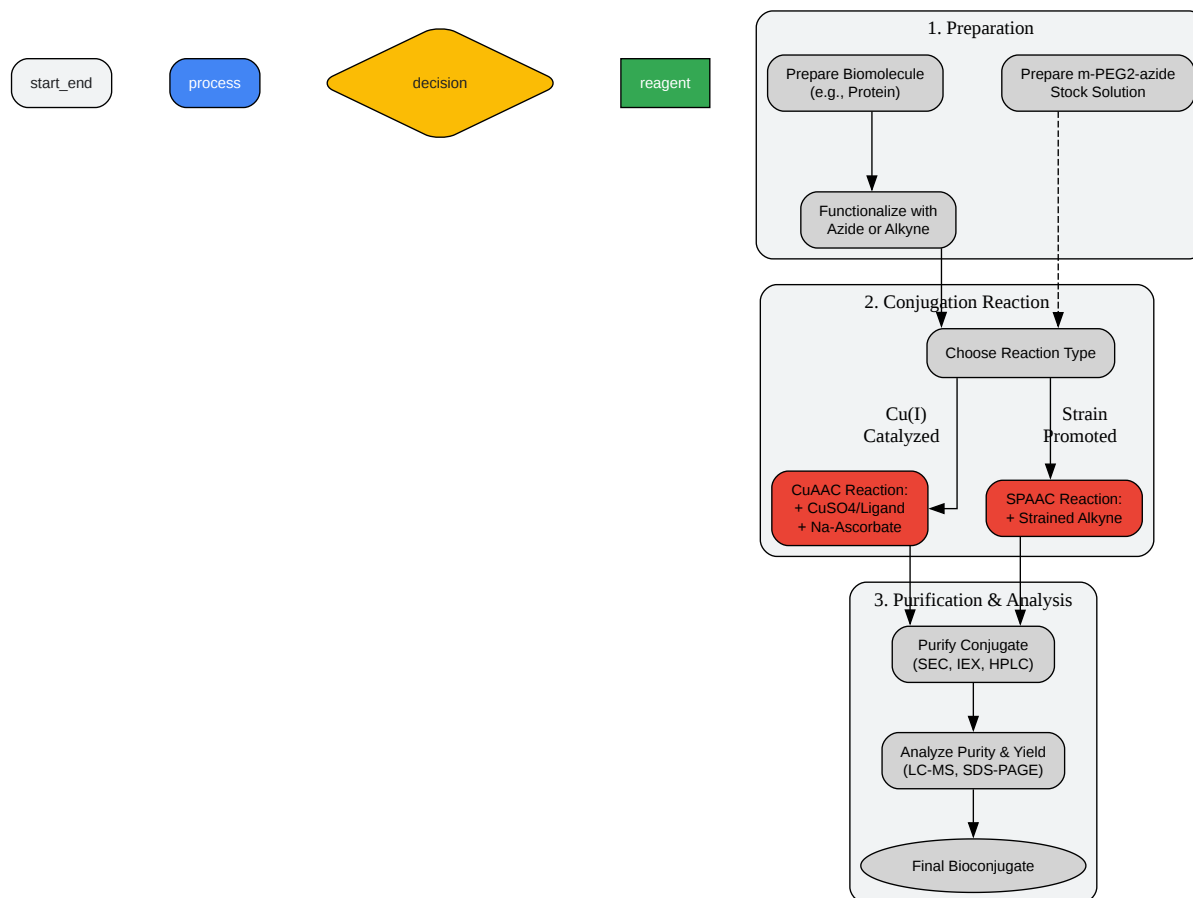 start_end
process
decision
reagent
1. Preparation
Prepare Biomolecule
(e.g., Protein)
Prepare m-PEG2-azide
Stock Solution
Functionalize with
Azide or Alkyne
2. Conjugation Reaction
Choose Reaction Type
Cu(I)
Catalyzed
Strain
Promoted
CuAAC Reaction:
+ CuSO4/Ligand
+ Na-Ascorbate
SPAAC Reaction:
+ Strained Alkyne
3. Purification & Analysis
Purify Conjugate
(SEC, IEX, HPLC)
Analyze Purity & Yield
(LC-MS, SDS-PAGE)
Final Bioconjugate